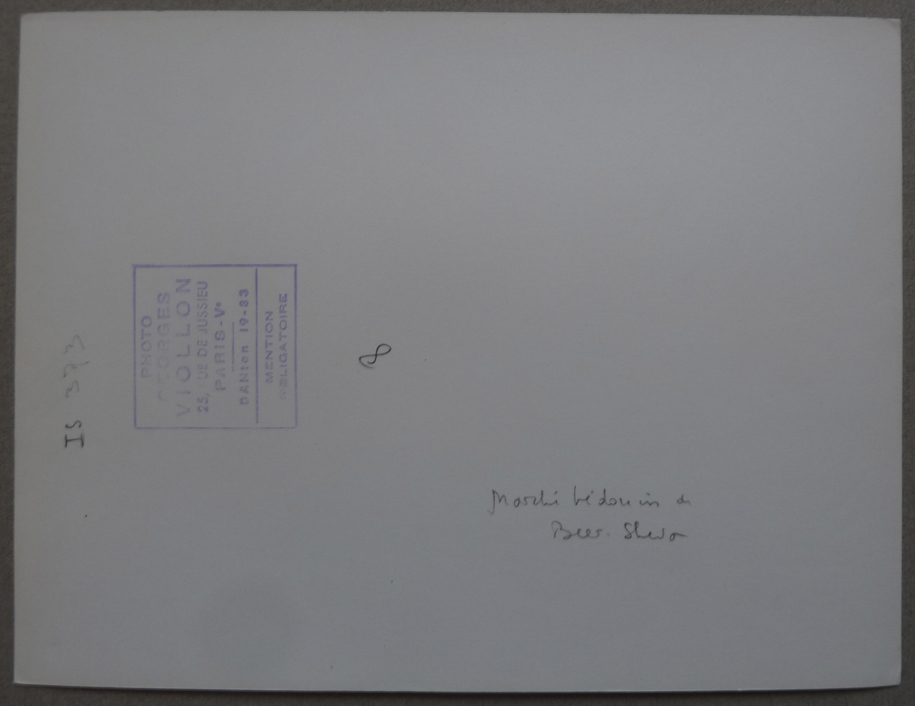 IS 373
PHOTO
GEORGES
VIOLLON
25, RUE DE JUSSIEU
PARIS-Vᵉ
DANton 19-83
MENTION
OBLIGATOIRE
8
Marché bédouin à
Beer-Sheva